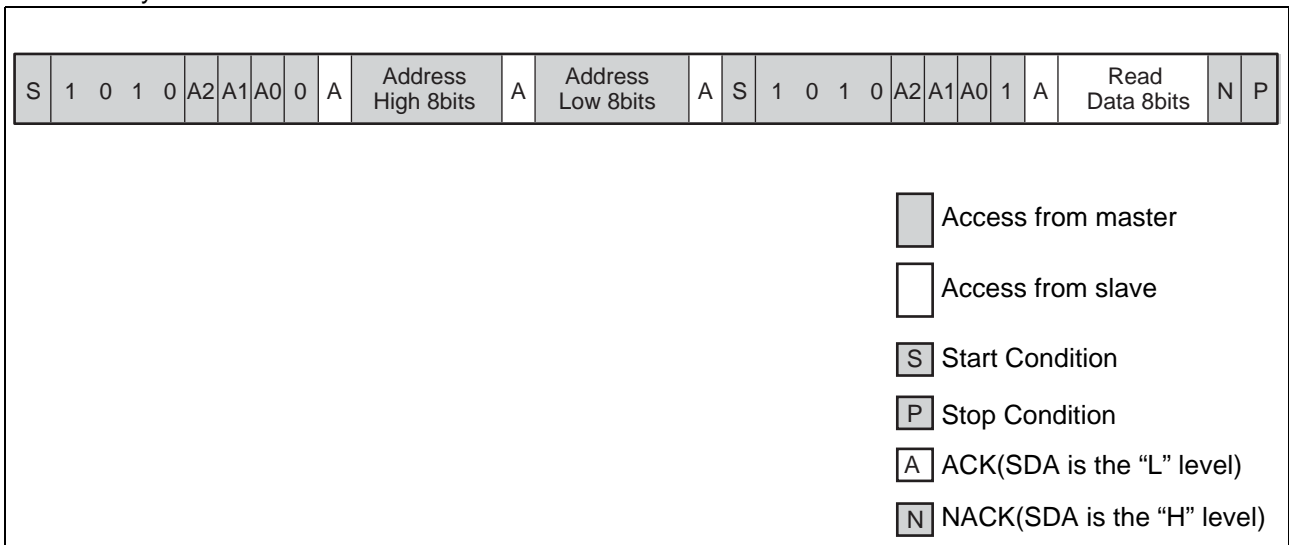 S 1 0 1 0 A2 A1 A0 0 A Address High 8bits A Address Low 8bits A S 1 0 1 0 A2 A1 A0 1 A Read Data 8bits N P
Access from master
Access from slave
S Start Condition
P Stop Condition
A ACK(SDA is the “L” level)
N NACK(SDA is the “H” level)